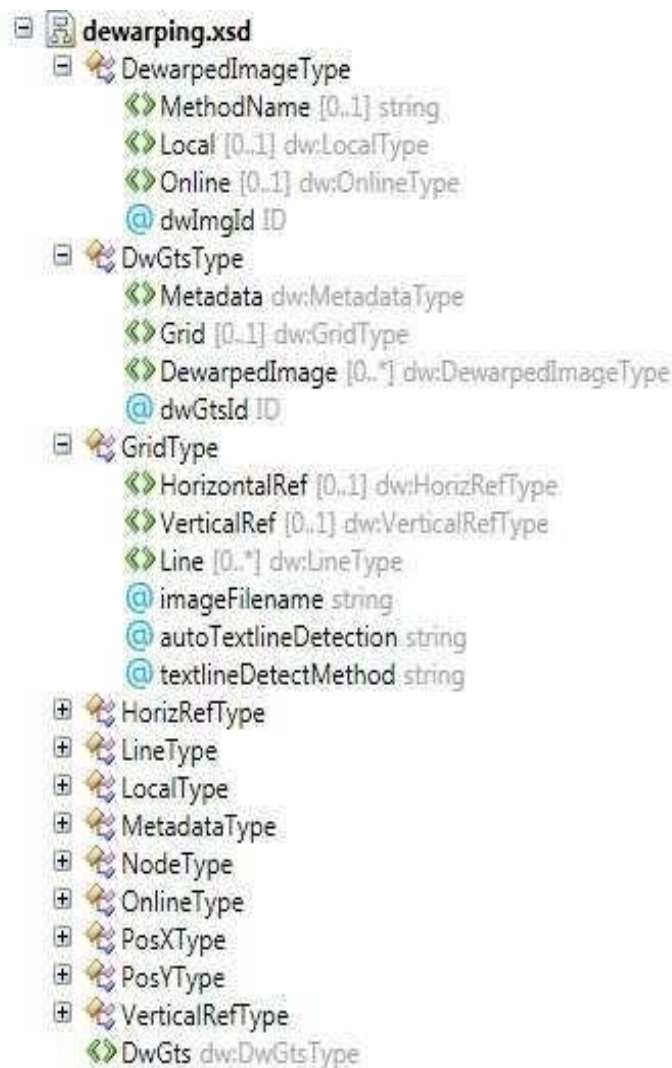 dewarping.xsd
DewarpedImageType
MethodName [0..1] string
Local [0..1] dw:LocalType
Online [0..1] dw:OnlineType
@ dwImgId ID
DwGtsType
Metadata dw:MetadataType
Grid [0..1] dw:GridType
DewarpedImage [0..*] dw:DewarpedImageType
@ dwGtsId ID
GridType
HorizontalRef [0..1] dw:HorizRefType
VerticalRef [0..1] dw:VerticalRefType
Line [0..*] dw:LineType
@ imageFilename string
@ autoTextlineDetection string
@ textlineDetectMethod string
HorizRefType
LineType
LocalType
MetadataType
NodeType
OnlineType
PosXType
PosYType
VerticalRefType
DwGts dw:DwGtsType